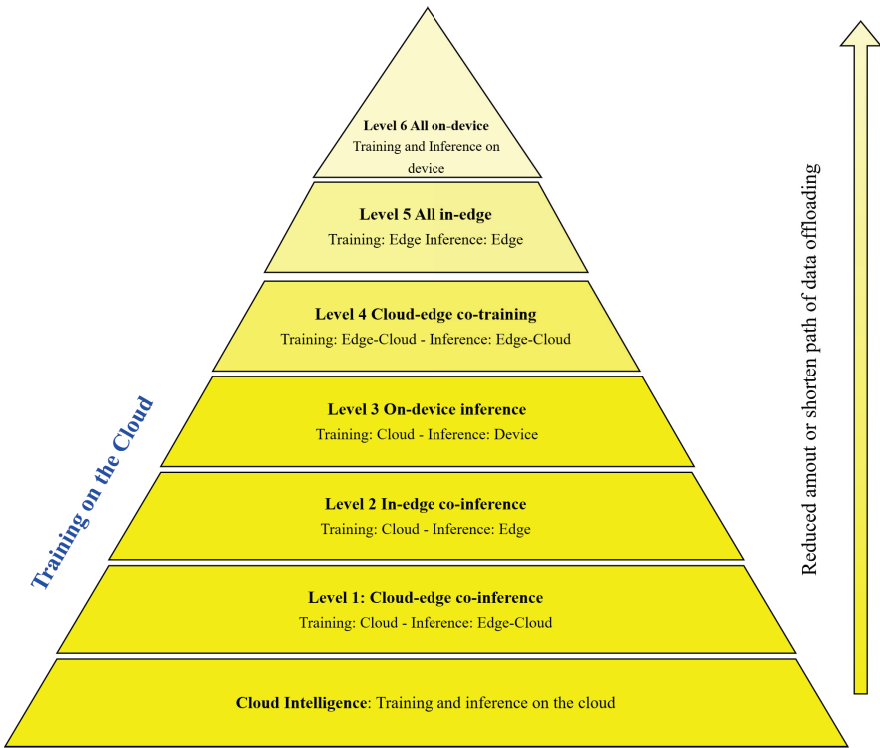 Level 6 All on-device
Training and Inference on
device
Level 5 All in-edge
Training: Edge Inference: Edge
Level 4 Cloud-edge co-training
Training: Edge-Cloud - Inference: Edge-Cloud
Level 3 On-device inference
Training: Cloud - Inference: Device
Level 2 In-edge co-inference
Training: Cloud - Inference: Edge
Level 1: Cloud-edge co-inference
Training: Cloud - Inference: Edge-Cloud
Cloud Intelligence: Training and inference on the cloud
Training on the Cloud
Reduced amout or shorten path of data offloading